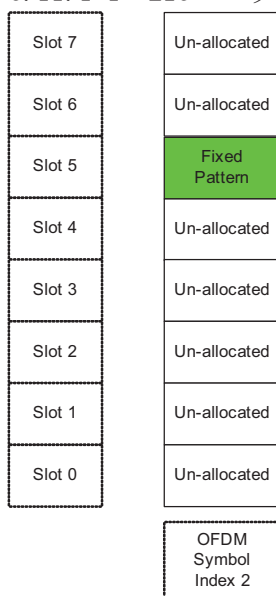 Slot 7 Un-allocated
Slot 6 Un-allocated
Slot 5 Fixed Pattern
Slot 4 Un-allocated
Slot 3 Un-allocated
Slot 2 Un-allocated
Slot 1 Un-allocated
Slot 0 Un-allocated
OFDM
Symbol
Index 2